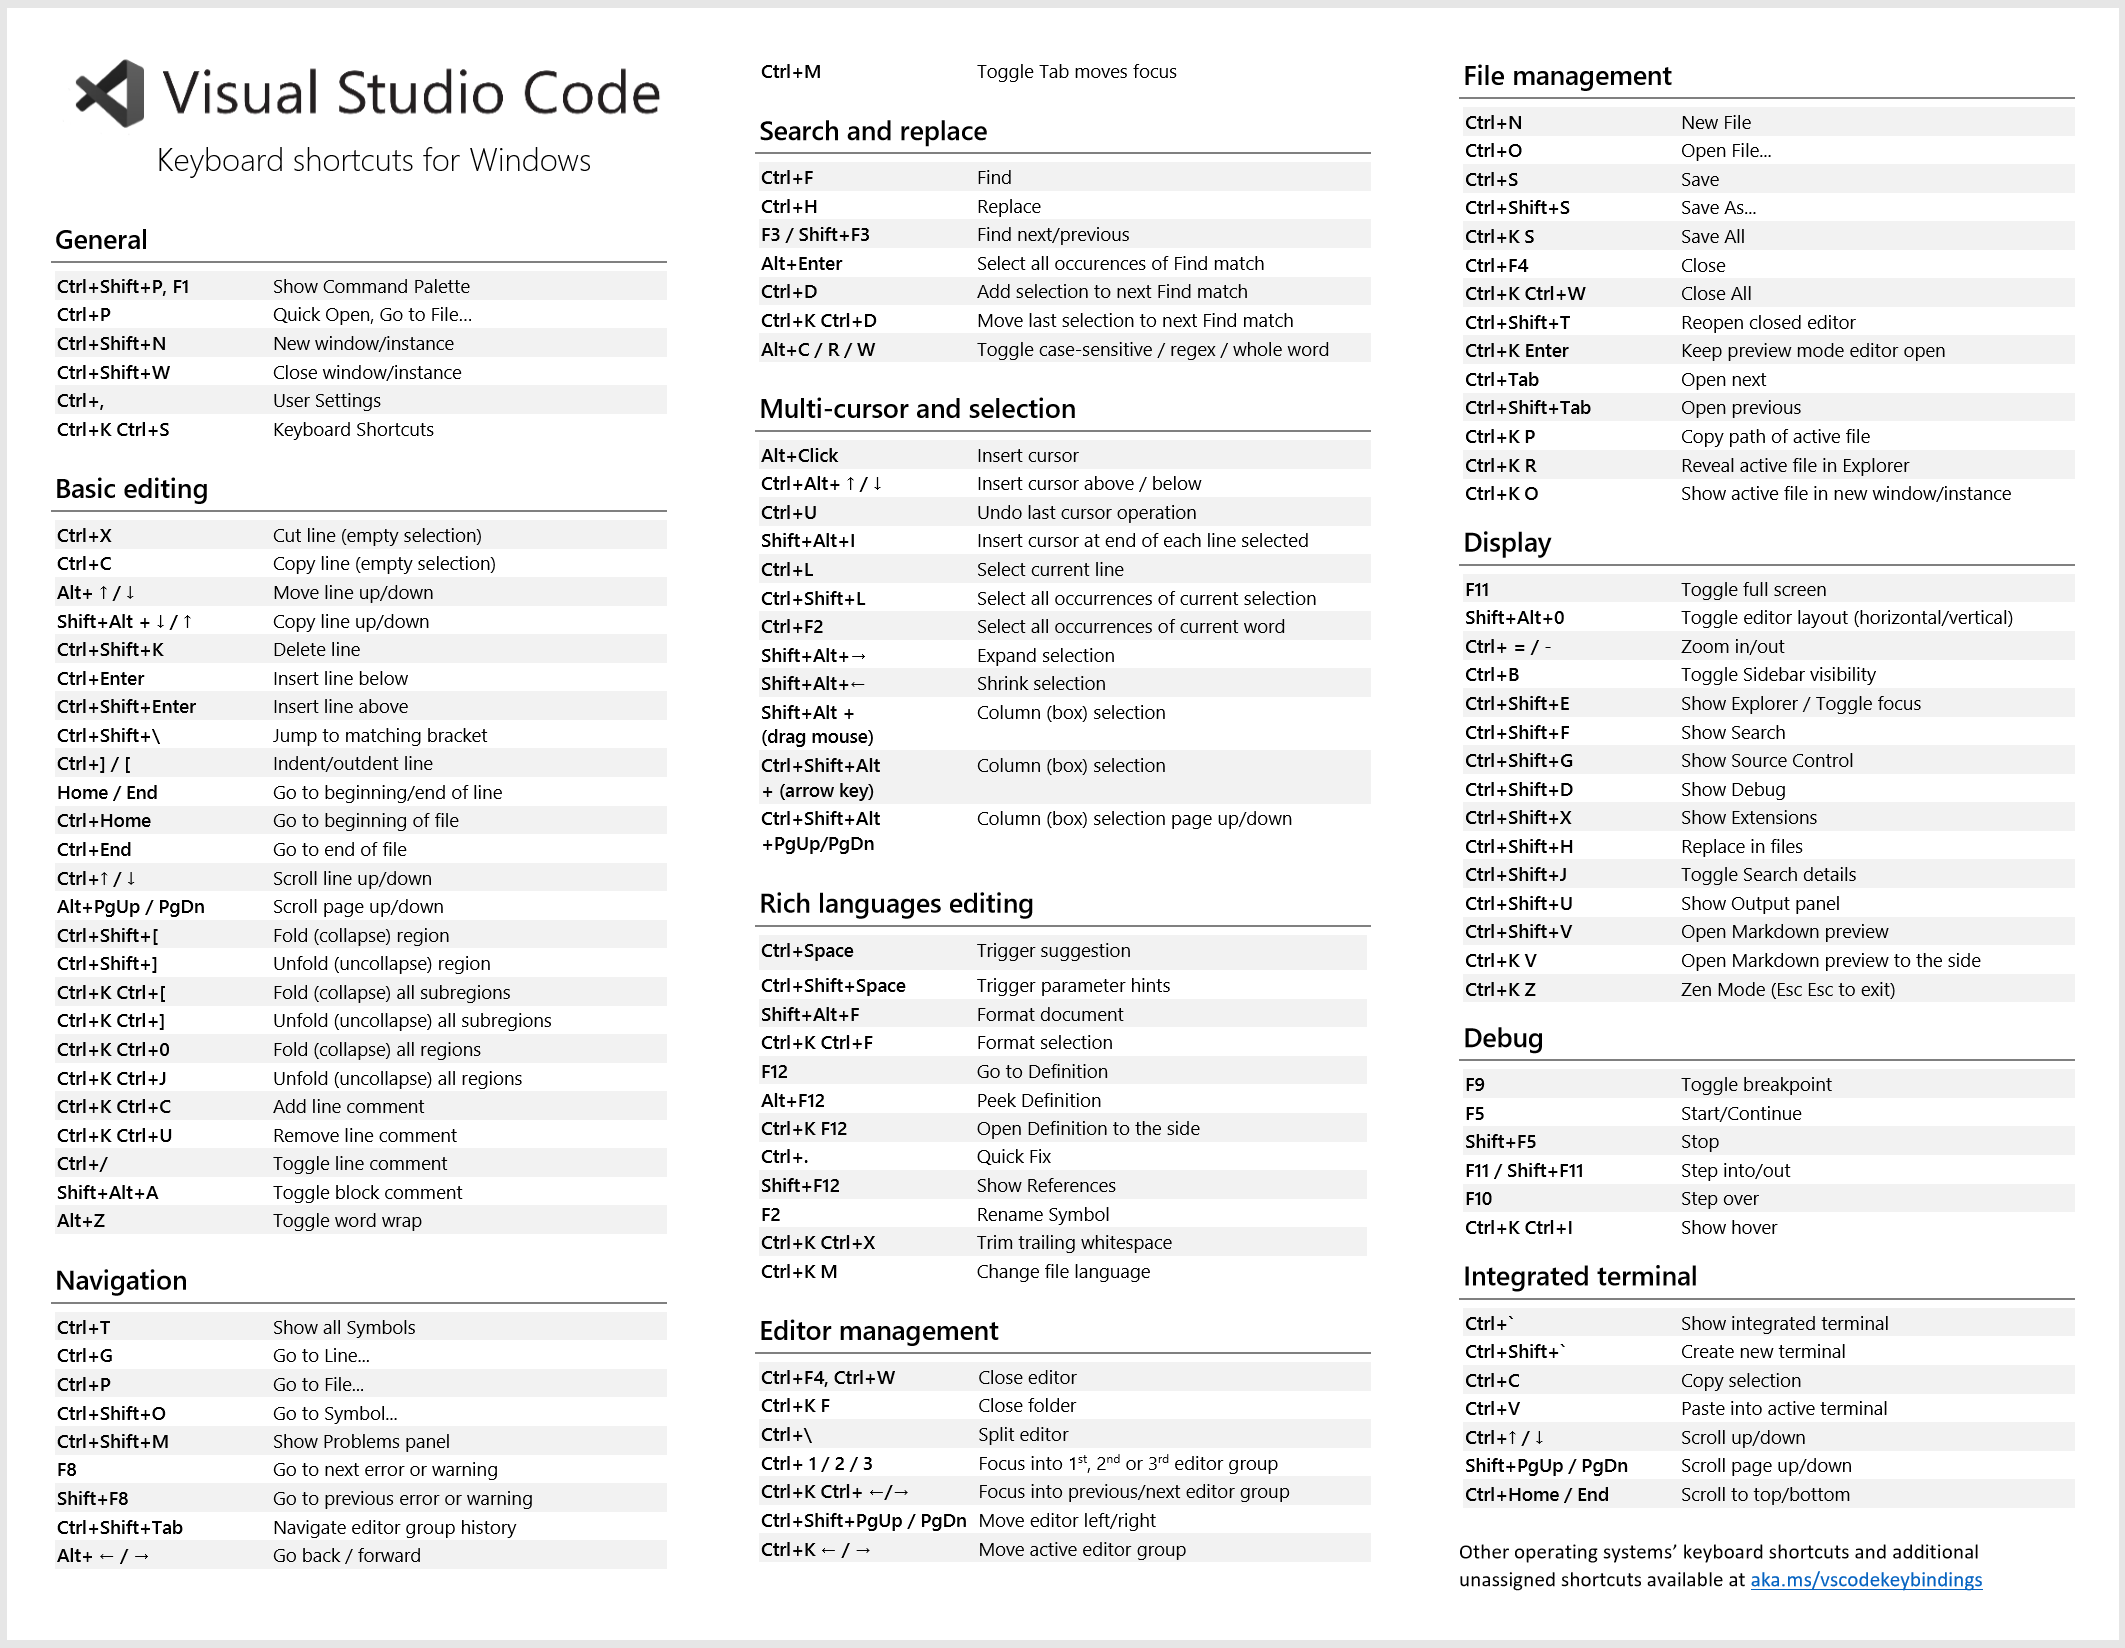 Visual Studio Code
Keyboard shortcuts for Windows
General
Ctrl+Shift+P, F1 Show Command Palette
Ctrl+P Quick Open, Go to File…
Ctrl+Shift+N New window/instance
Ctrl+Shift+W Close window/instance
Ctrl+, User Settings
Ctrl+K Ctrl+S Keyboard Shortcuts
Basic editing
Ctrl+X Cut line (empty selection)
Ctrl+C Copy line (empty selection)
Alt+ ↑ / ↓ Move line up/down
Shift+Alt + ↓ / ↑ Copy line up/down
Ctrl+Shift+K Delete line
Ctrl+Enter Insert line below
Ctrl+Shift+Enter Insert line above
Ctrl+Shift+\ Jump to matching bracket
Ctrl+] / [ Indent/outdent line
Home / End Go to beginning/end of line
Ctrl+Home Go to beginning of file
Ctrl+End Go to end of file
Ctrl+↑ / ↓ Scroll line up/down
Alt+PgUp / PgDn Scroll page up/down
Ctrl+Shift+[ Fold (collapse) region
Ctrl+Shift+] Unfold (uncollapse) region
Ctrl+K Ctrl+[ Fold (collapse) all subregions
Ctrl+K Ctrl+] Unfold (uncollapse) all subregions
Ctrl+K Ctrl+0 Fold (collapse) all regions
Ctrl+K Ctrl+J Unfold (uncollapse) all regions
Ctrl+K Ctrl+C Add line comment
Ctrl+K Ctrl+U Remove line comment
Ctrl+/ Toggle line comment
Shift+Alt+A Toggle block comment
Alt+Z Toggle word wrap
Navigation
Ctrl+T Show all Symbols
Ctrl+G Go to Line...
Ctrl+P Go to File...
Ctrl+Shift+O Go to Symbol...
Ctrl+Shift+M Show Problems panel
F8 Go to next error or warning
Shift+F8 Go to previous error or warning
Ctrl+Shift+Tab Navigate editor group history
Alt+ ← / → Go back / forward
Ctrl+M Toggle Tab moves focus
Search and replace
Ctrl+F Find
Ctrl+H Replace
F3 / Shift+F3 Find next/previous
Alt+Enter Select all occurences of Find match
Ctrl+D Add selection to next Find match
Ctrl+K Ctrl+D Move last selection to next Find match
Alt+C / R / W Toggle case-sensitive / regex / whole word
Multi-cursor and selection
Alt+Click Insert cursor
Ctrl+Alt+ ↑ / ↓ Insert cursor above / below
Ctrl+U Undo last cursor operation
Shift+Alt+I Insert cursor at end of each line selected
Ctrl+L Select current line
Ctrl+Shift+L Select all occurrences of current selection
Ctrl+F2 Select all occurrences of current word
Shift+Alt+→ Expand selection
Shift+Alt+← Shrink selection
Shift+Alt + Column (box) selection
(drag mouse)
Ctrl+Shift+Alt Column (box) selection
+ (arrow key)
Ctrl+Shift+Alt Column (box) selection page up/down
+PgUp/PgDn
Rich languages editing
Ctrl+Space Trigger suggestion
Ctrl+Shift+Space Trigger parameter hints
Shift+Alt+F Format document
Ctrl+K Ctrl+F Format selection
F12 Go to Definition
Alt+F12 Peek Definition
Ctrl+K F12 Open Definition to the side
Ctrl+. Quick Fix
Shift+F12 Show References
F2 Rename Symbol
Ctrl+K Ctrl+X Trim trailing whitespace
Ctrl+K M Change file language
Editor management
Ctrl+F4, Ctrl+W Close editor
Ctrl+K F Close folder
Ctrl+\ Split editor
Ctrl+ 1 / 2 / 3 Focus into 1st, 2nd or 3rd editor group
Ctrl+K Ctrl+ ←/→ Focus into previous/next editor group
Ctrl+Shift+PgUp / PgDn Move editor left/right
Ctrl+K ← / → Move active editor group
File management
Ctrl+N New File
Ctrl+O Open File...
Ctrl+S Save
Ctrl+Shift+S Save As...
Ctrl+K S Save All
Ctrl+F4 Close
Ctrl+K Ctrl+W Close All
Ctrl+Shift+T Reopen closed editor
Ctrl+K Enter Keep preview mode editor open
Ctrl+Tab Open next
Ctrl+Shift+Tab Open previous
Ctrl+K P Copy path of active file
Ctrl+K R Reveal active file in Explorer
Ctrl+K O Show active file in new window/instance
Display
F11 Toggle full screen
Shift+Alt+0 Toggle editor layout (horizontal/vertical)
Ctrl+ = / - Zoom in/out
Ctrl+B Toggle Sidebar visibility
Ctrl+Shift+E Show Explorer / Toggle focus
Ctrl+Shift+F Show Search
Ctrl+Shift+G Show Source Control
Ctrl+Shift+D Show Debug
Ctrl+Shift+X Show Extensions
Ctrl+Shift+H Replace in files
Ctrl+Shift+J Toggle Search details
Ctrl+Shift+U Show Output panel
Ctrl+Shift+V Open Markdown preview
Ctrl+K V Open Markdown preview to the side
Ctrl+K Z Zen Mode (Esc Esc to exit)
Debug
F9 Toggle breakpoint
F5 Start/Continue
Shift+F5 Stop
F11 / Shift+F11 Step into/out
F10 Step over
Ctrl+K Ctrl+I Show hover
Integrated terminal
Ctrl+` Show integrated terminal
Ctrl+Shift+` Create new terminal
Ctrl+C Copy selection
Ctrl+V Paste into active terminal
Ctrl+↑ / ↓ Scroll up/down
Shift+PgUp / PgDn Scroll page up/down
Ctrl+Home / End Scroll to top/bottom
Other operating systems’ keyboard shortcuts and additional
unassigned shortcuts available at aka.ms/vscodekeybindings